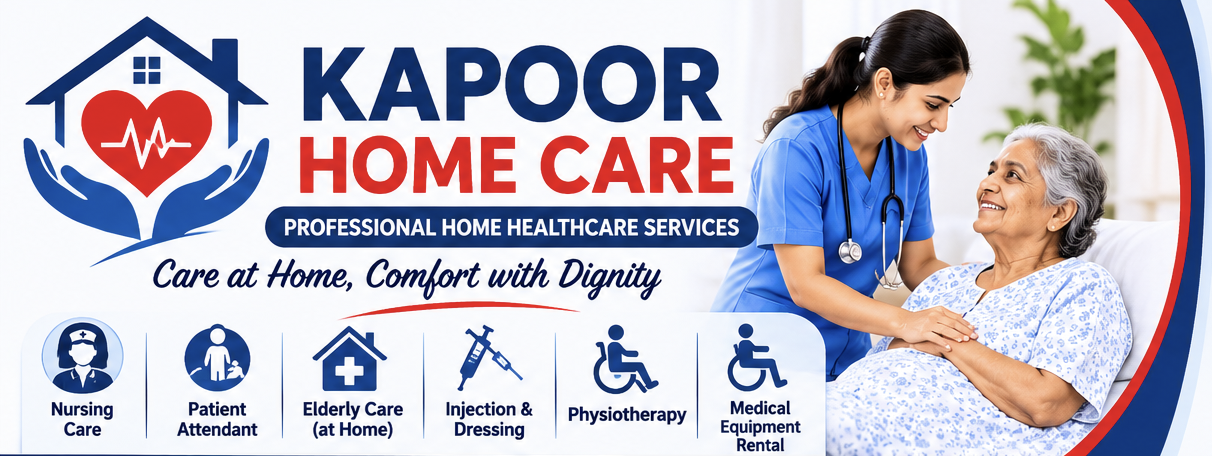 KAPOOR
HOME CARE
PROFESSIONAL HOME HEALTHCARE SERVICES
Care at Home, Comfort with Dignity
Nursing
Care
Patient
Attendant
Elderly Care
(at Home)
Injection &
Dressing
Physiotherapy
Medical
Equipment
Rental